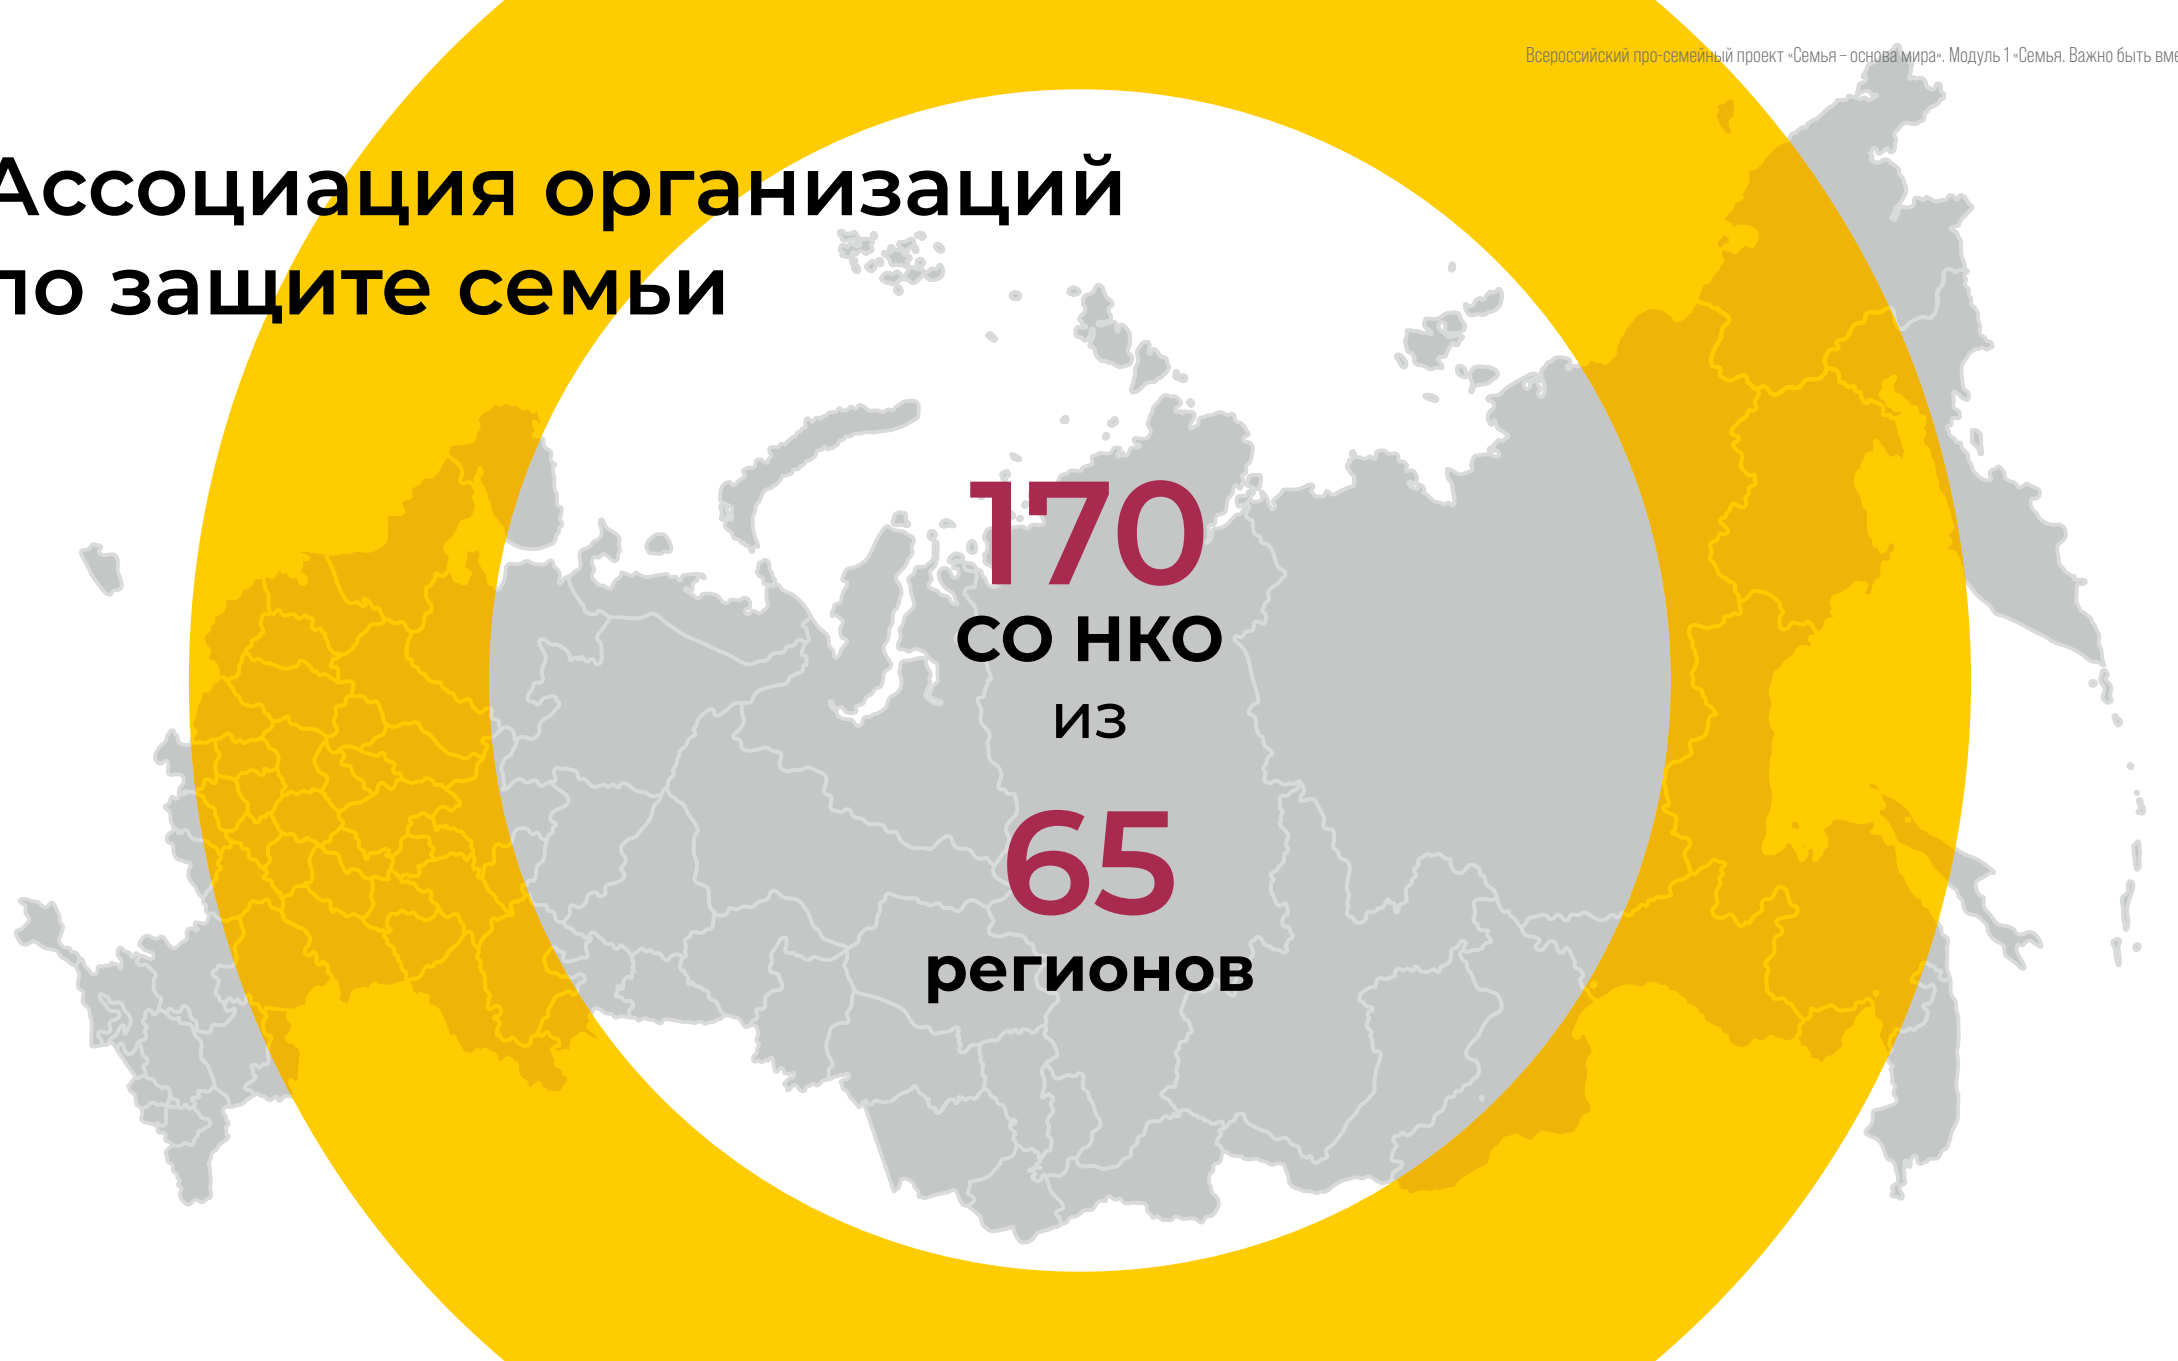 Всероссийский про-семейный проект «Семья – основа мира». Модуль 1 «Семья. Важно быть вме
Ассоциация организаций
по защите семьи
170
СО НКО
из
65
регионов